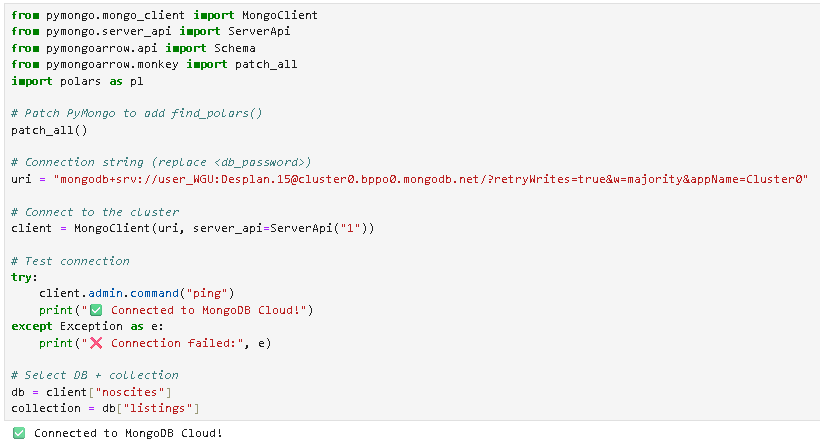 from pymongo.mongo_client import MongoClient
from pymongo.server_api import ServerApi
from pymongoarrow.api import Schema
from pymongoarrow.monkey import patch_all
import polars as pl
# Patch PyMongo to add find_polars()
patch_all()
# Connection string (replace <db_password>)
uri = "mongodb+srv://user_WGU:Desplan.15@cluster0.bppo0.mongodb.net/?retryWrites=true&w=majority&appName=Cluster0"
# Connect to the cluster
client = MongoClient(uri, server_api=ServerApi("1"))
# Test connection
try:
    client.admin.command("ping")
    print("✅ Connected to MongoDB Cloud!")
except Exception as e:
    print("❌ Connection failed:", e)
# Select DB + collection
db = client["noscites"]
collection = db["listings"]
✅ Connected to MongoDB Cloud!